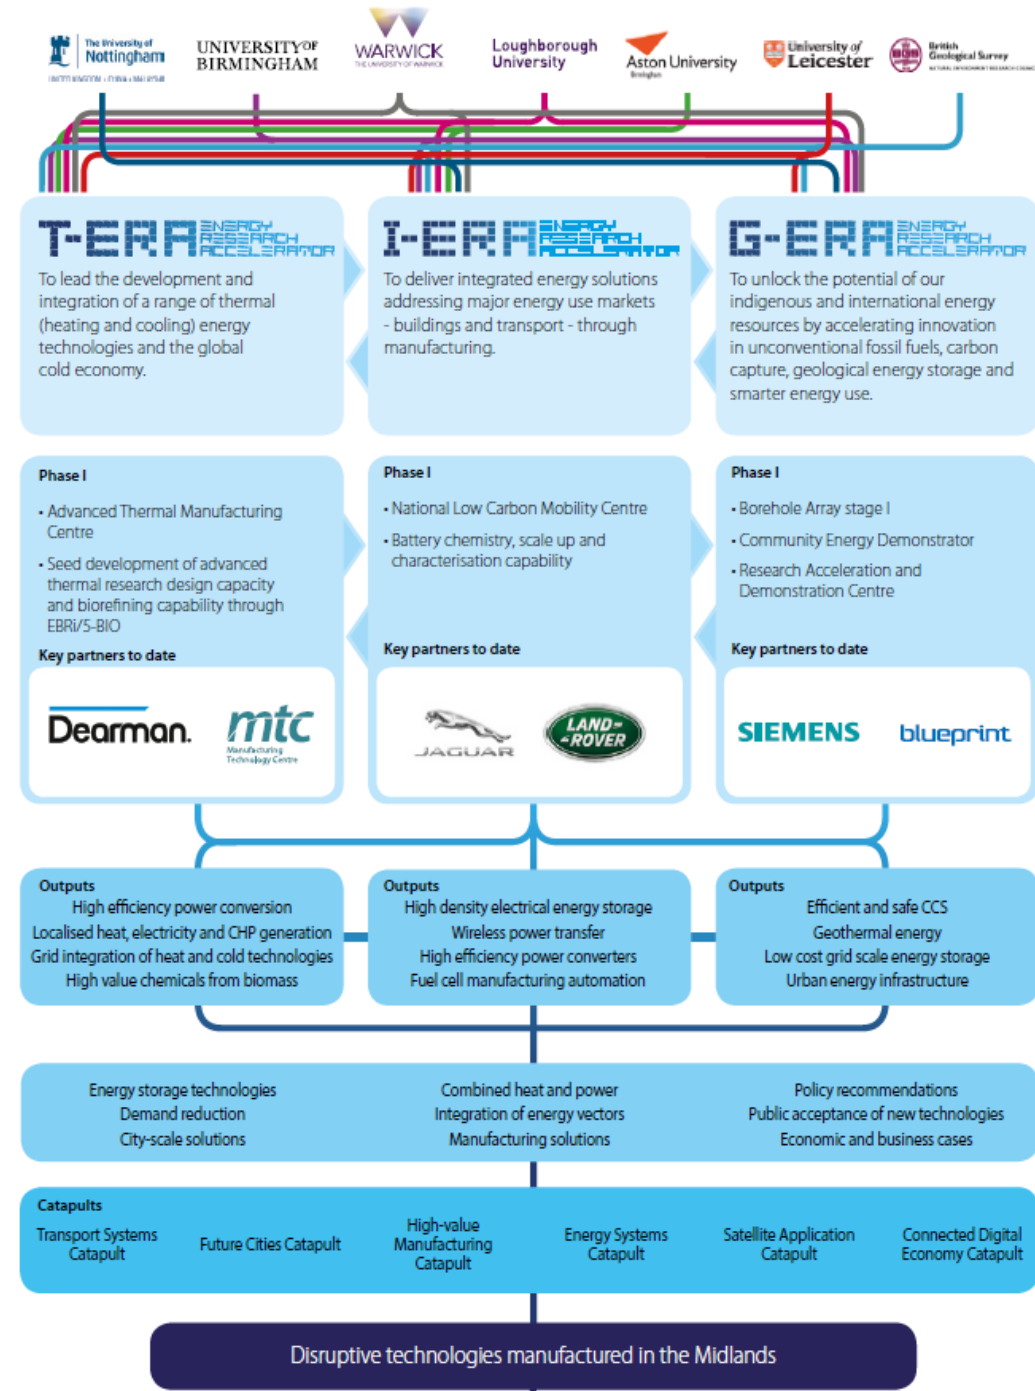 The University of
Nottingham
UNITED KINGDOM · CHINA · MALAYSIA
UNIVERSITY OF
BIRMINGHAM
WARWICK
THE UNIVERSITY OF WARWICK
Loughborough
University
Aston University
Birmingham
University of
Leicester
BGS
British
Geological Survey
NATURAL ENVIRONMENT RESEARCH COUNCIL
T-ERA ENERGY
RESEARCH
ACCELERATOR
To lead the development and
integration of a range of thermal
(heating and cooling) energy
technologies and the global
cold economy.
I-ERA ENERGY
RESEARCH
ACCELERATOR
To deliver integrated energy solutions
addressing major energy use markets
- buildings and transport - through
manufacturing.
G-ERA ENERGY
RESEARCH
ACCELERATOR
To unlock the potential of our
indigenous and international energy
resources by accelerating innovation
in unconventional fossil fuels, carbon
capture, geological energy storage and
smarter energy use.
Phase I
• Advanced Thermal Manufacturing
Centre
• Seed development of advanced
thermal research design capacity
and biorefining capability through
EBRi/5-BIO
Key partners to date
Dearman.
mtc
Manufacturing
Technology Centre
Phase I
• National Low Carbon Mobility Centre
• Battery chemistry, scale up and
characterisation capability
Key partners to date
JAGUAR
LAND-
-ROVER
Phase I
• Borehole Array stage I
• Community Energy Demonstrator
• Research Acceleration and
Demonstration Centre
Key partners to date
SIEMENS
blueprint
Outputs
High efficiency power conversion
Localised heat, electricity and CHP generation
Grid integration of heat and cold technologies
High value chemicals from biomass
Outputs
High density electrical energy storage
Wireless power transfer
High efficiency power converters
Fuel cell manufacturing automation
Outputs
Efficient and safe CCS
Geothermal energy
Low cost grid scale energy storage
Urban energy infrastructure
Energy storage technologies
Demand reduction
City-scale solutions
Combined heat and power
Integration of energy vectors
Manufacturing solutions
Policy recommendations
Public acceptance of new technologies
Economic and business cases
Catapults
Transport Systems
Catapult
Future Cities Catapult
High-value
Manufacturing
Catapult
Energy Systems
Catapult
Satellite Application
Catapult
Connected Digital
Economy Catapult
Disruptive technologies manufactured in the Midlands